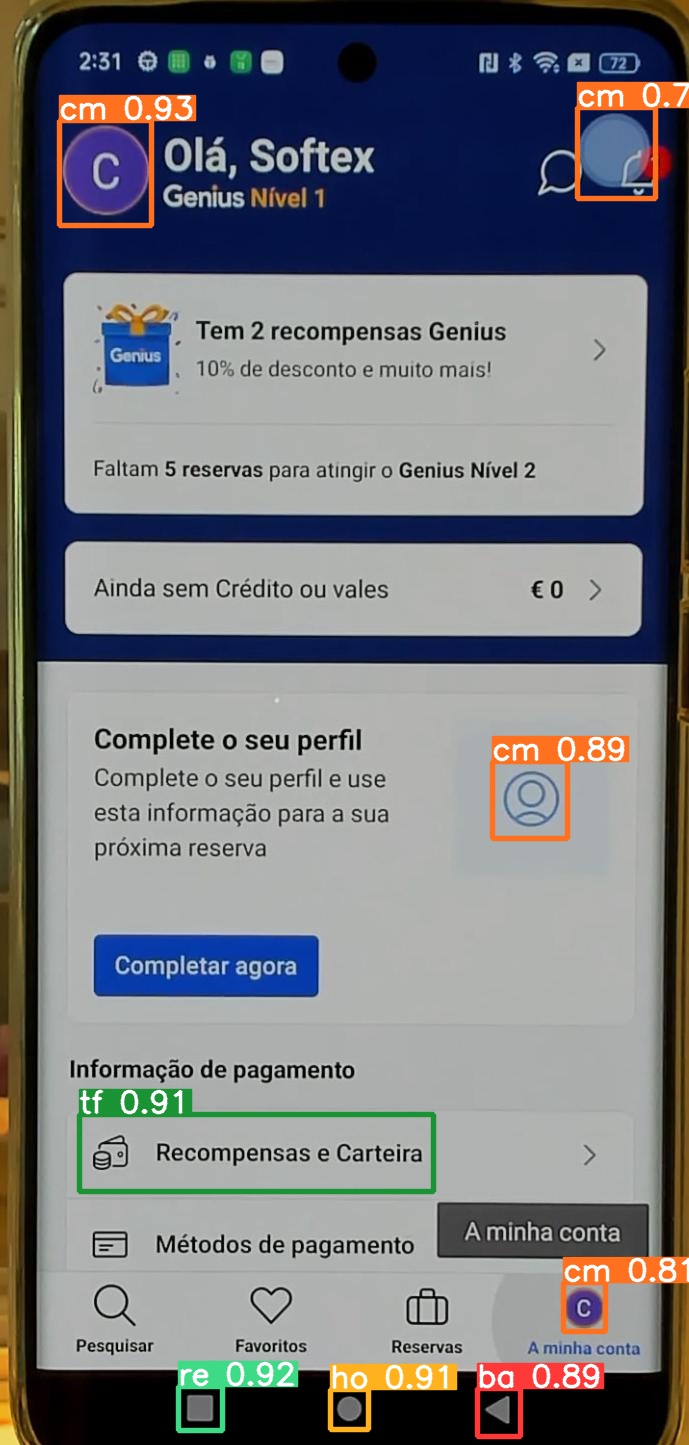 2:31
72
cm 0.93
cm 0.7
C
Olá, Softex
Genius Nível 1
Genius
Tem 2 recompensas Genius
10% de desconto e muito mais!
Faltam 5 reservas para atingir o Genius Nível 2
Ainda sem Crédito ou vales
€ 0
Complete o seu perfil
Complete o seu perfil e use
esta informação para a sua
próxima reserva
cm 0.89
Completar agora
Informação de pagamento
tf 0.91
Recompensas e Carteira
A minha conta
Métodos de pagamento
cm 0.81
C
Pesquisar
Favoritos
Reservas
A minha conta
re 0.92
ho 0.91
ba 0.89